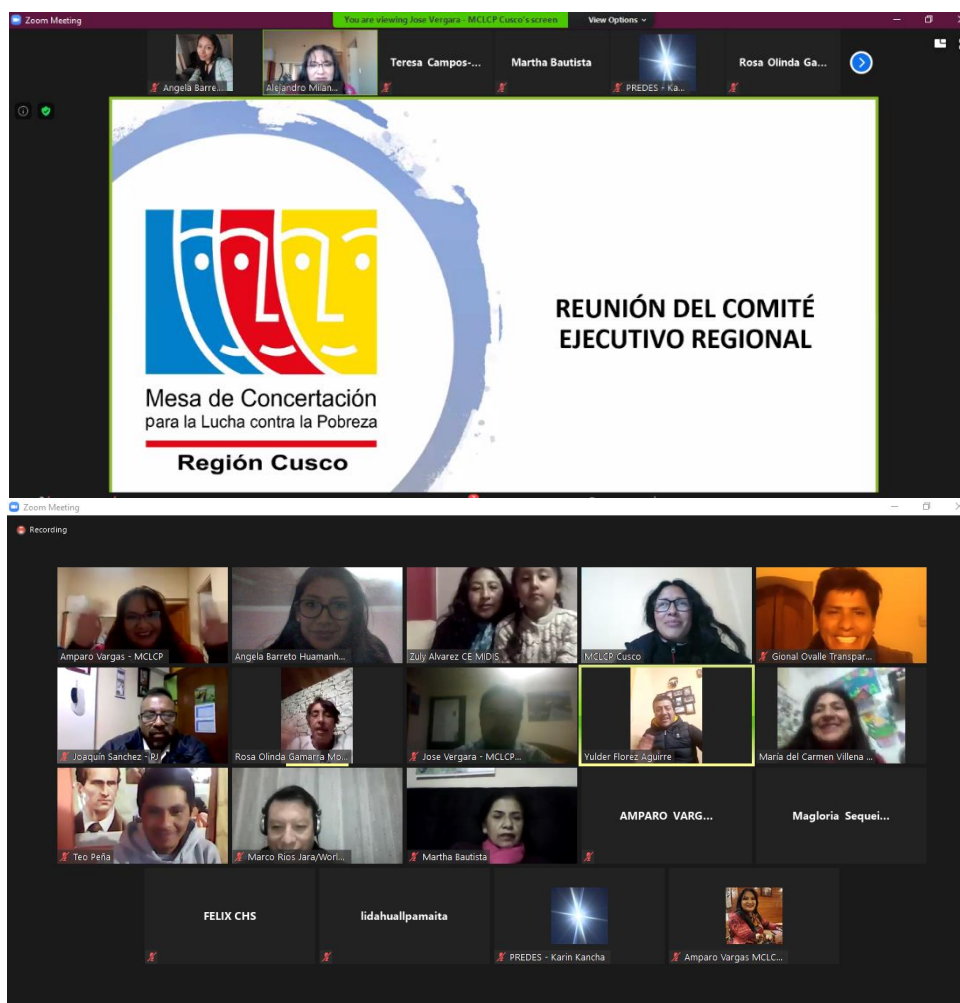 Zoom Meeting
You are viewing Jose Vergara - MCLCP Cusco's screen
View Options
Teresa Campos-...
Martha Bautista
Rosa Olinda Ga...
Angela Barre...
Alejandro Milan...
PREDES - Ka...
REUNIÓN DEL COMITÉ
EJECUTIVO REGIONAL
Mesa de Concertación
para la Lucha contra la Pobreza
Región Cusco
Zoom Meeting
Recording
Amparo Vargas - MCLCP
Angela Barreto Huamanh...
Zuly Alvarez CE MIDIS
MCLCP Cusco
Gional Ovalle Transpar...
Joaquín Sanchez - PJ
Rosa Olinda Gamarra Mo...
Jose Vergara - MCLCP...
Yulder Florez Aguirre
María del Carmen Villena ...
Teo Peña
Marco Rios Jara/Worl...
Martha Bautista
AMPARO VARG...
Magloria Sequei...
FELIX CHS
lidahuallpamaita
PREDES - Karin Kancha
Amparo Vargas MCLC...